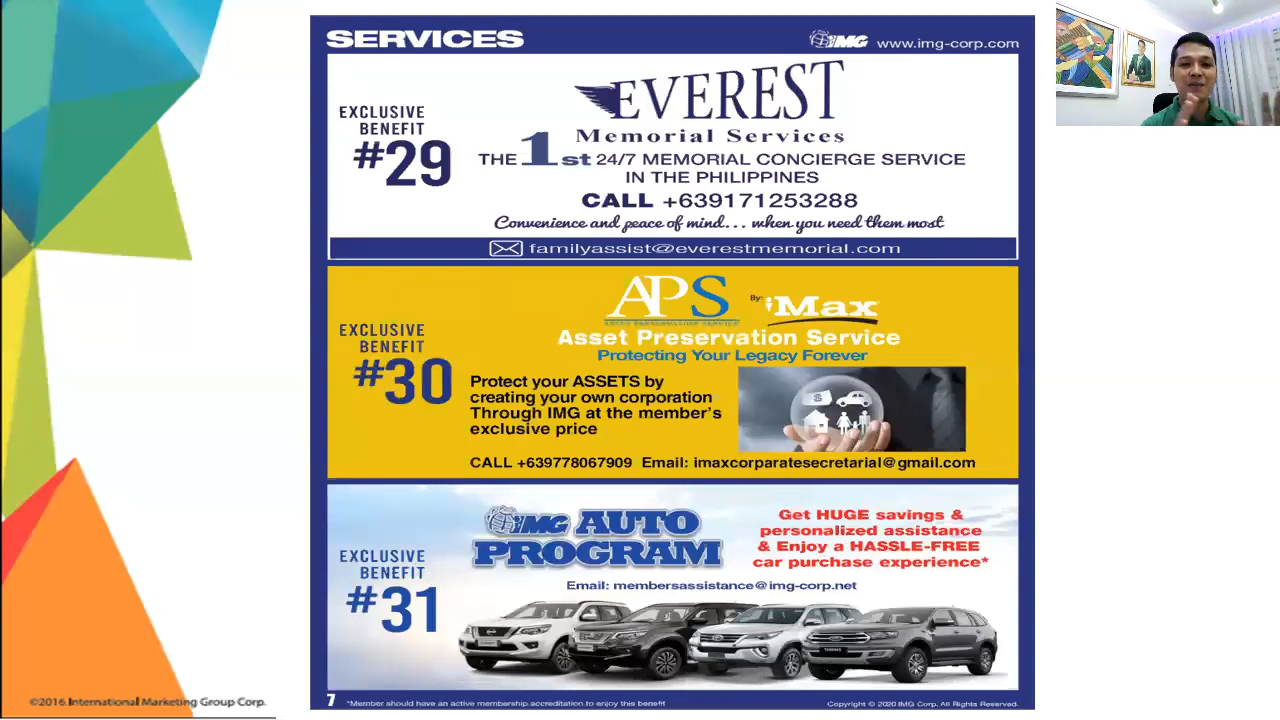 SERVICES
IMG www.img-corp.com
EXCLUSIVE
BENEFIT
#29
EVEREST
Memorial Services
THE 1st 24/7 MEMORIAL CONCIERGE SERVICE
IN THE PHILIPPINES
CALL +639171253288
Convenience and peace of mind... when you need them most
familyassist@everestmemorial.com
EXCLUSIVE
BENEFIT
#30
APS By: iMax
ASSET PRESERVATION SERVICE
Asset Preservation Service
Protecting Your Legacy Forever
Protect your ASSETS by
creating your own corporation
Through IMG at the member's
exclusive price
CALL +639778067909 Email: imaxcorparatesecretarial@gmail.com
EXCLUSIVE
BENEFIT
#31
IMG AUTO
PROGRAM
Get HUGE savings &
personalized assistance
& Enjoy a HASSLE-FREE
car purchase experience*
Email: membersassistance@img-corp.net
7 *Member should have an active membership accreditation to enjoy this benefit
Copyright © 2020 IMG Corp. All Rights Reserved.
©2016 International Marketing Group Corp.